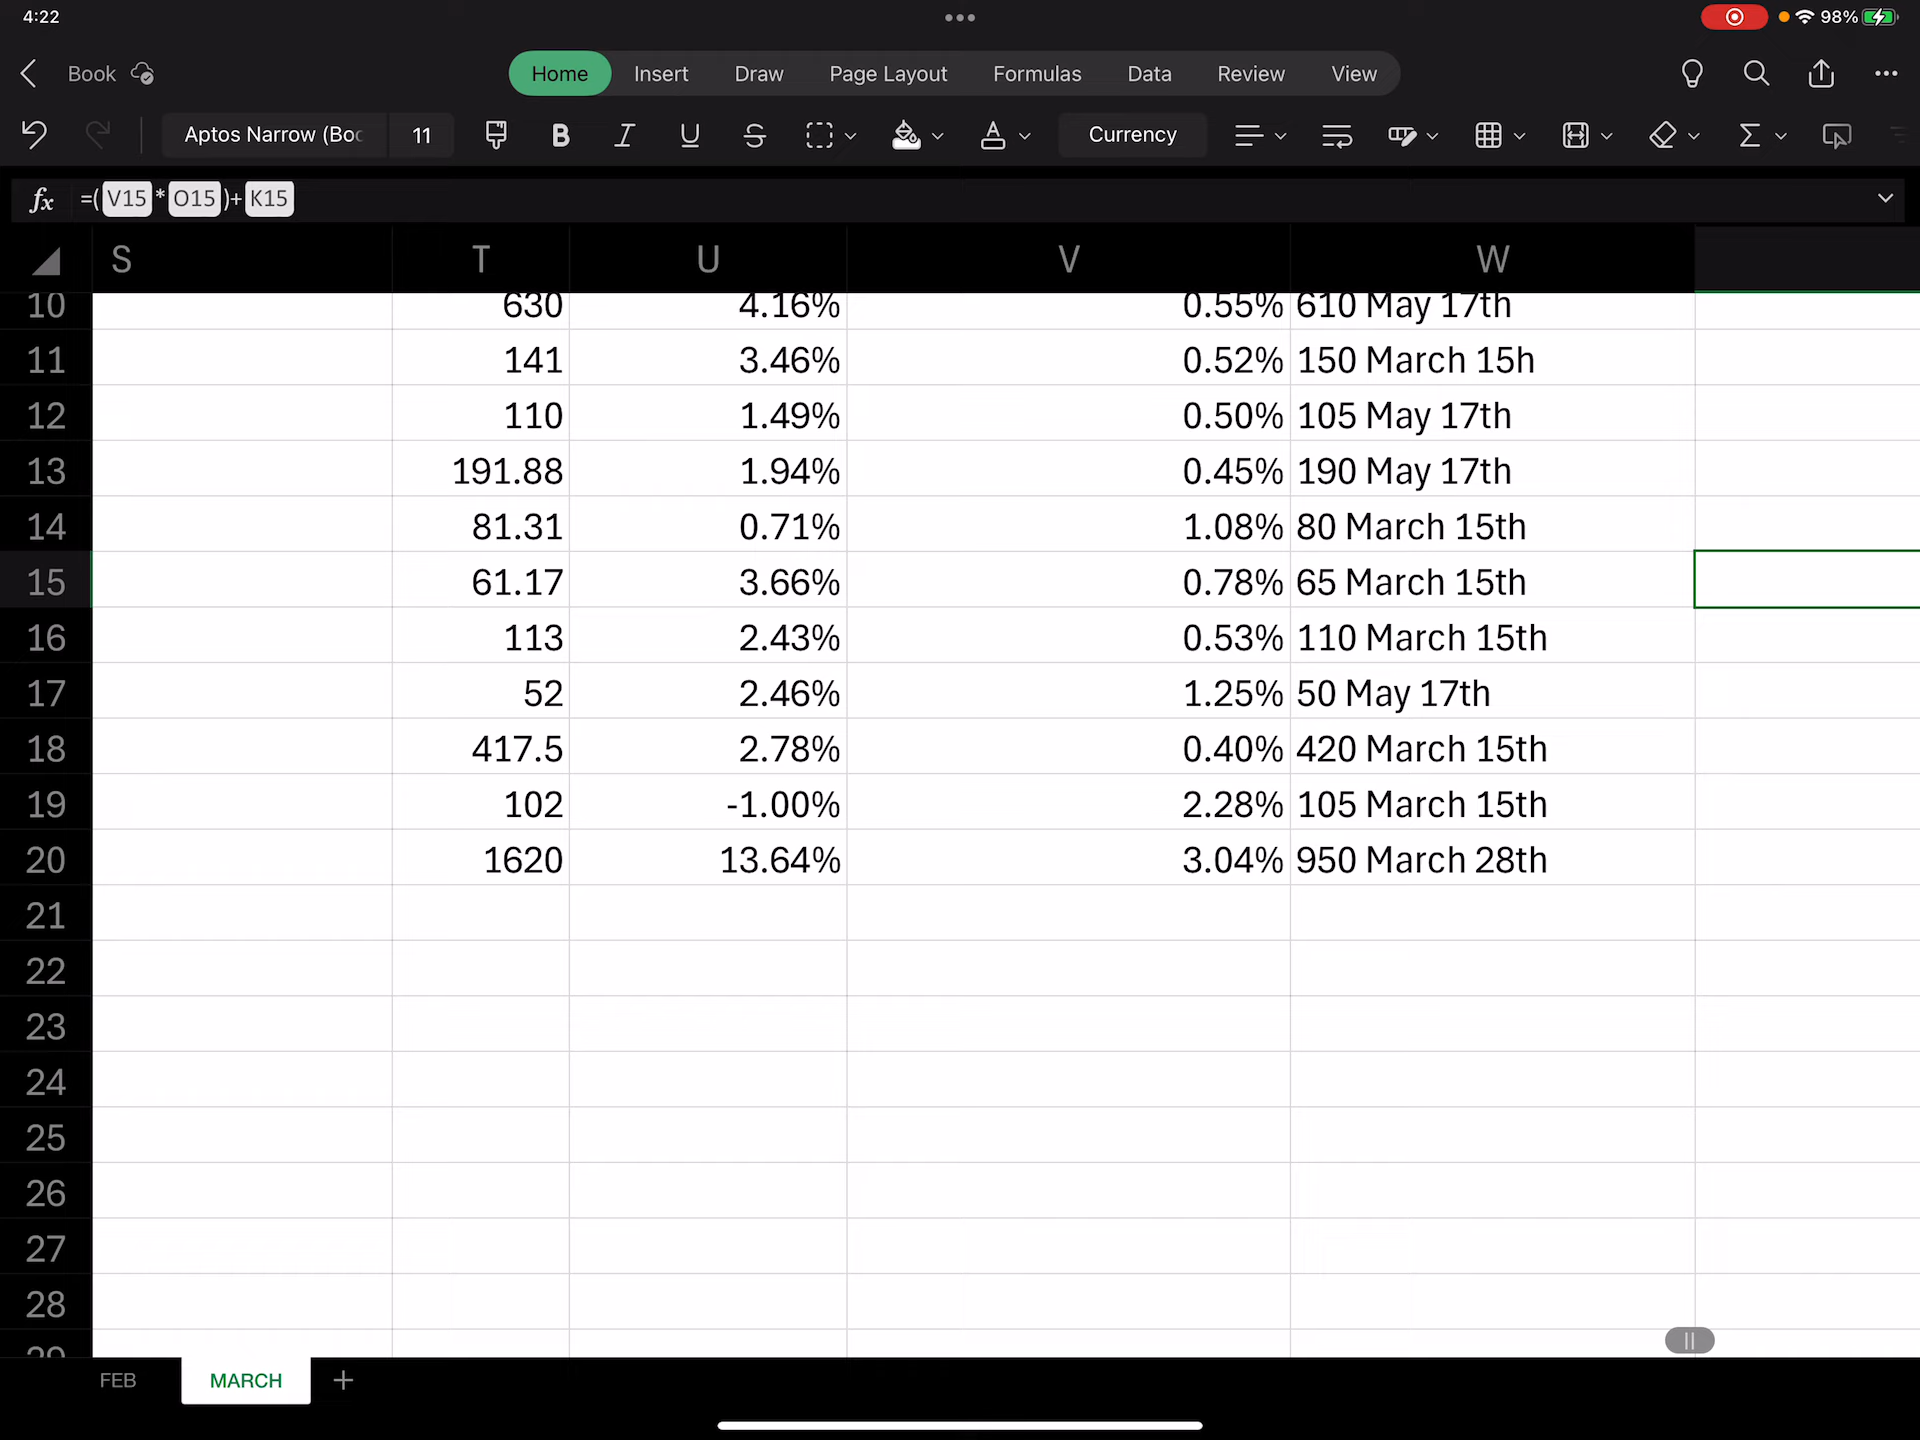 4:22
98%
Book
Home Insert Draw Page Layout Formulas Data Review View
Aptos Narrow (Boc 11 B I U S A Currency Σ
fx =(V15*O15)+K15
S T U V W
10 630 4.16% 0.55% 610 May 17th
11 141 3.46% 0.52% 150 March 15h
12 110 1.49% 0.50% 105 May 17th
13 191.88 1.94% 0.45% 190 May 17th
14 81.31 0.71% 1.08% 80 March 15th
15 61.17 3.66% 0.78% 65 March 15th
16 113 2.43% 0.53% 110 March 15th
17 52 2.46% 1.25% 50 May 17th
18 417.5 2.78% 0.40% 420 March 15th
19 102 -1.00% 2.28% 105 March 15th
20 1620 13.64% 3.04% 950 March 28th
21
22
23
24
25
26
27
28
29
FEB MARCH +